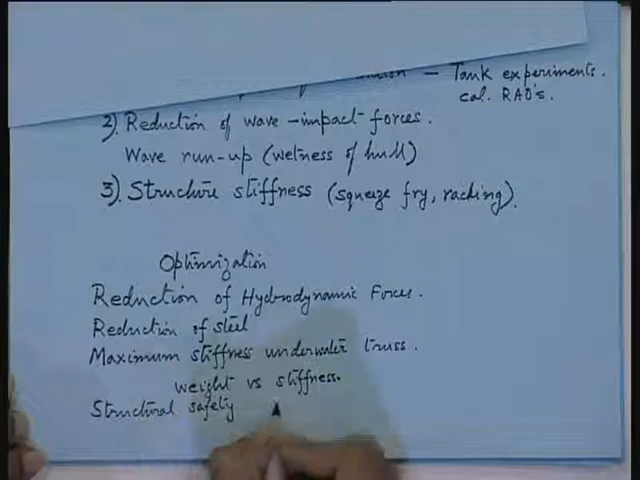 — Tank experiments.
cal. RAO's.
2). Reduction of wave-impact forces.
Wave run-up (wetness of hull)
3). Structure stiffness (squeeze fry, racking).
Optimization
Reduction of Hydrodynamic Forces.
Reduction of steel
Maximum stiffness underwater truss.
weight vs stiffness.
Structural safety